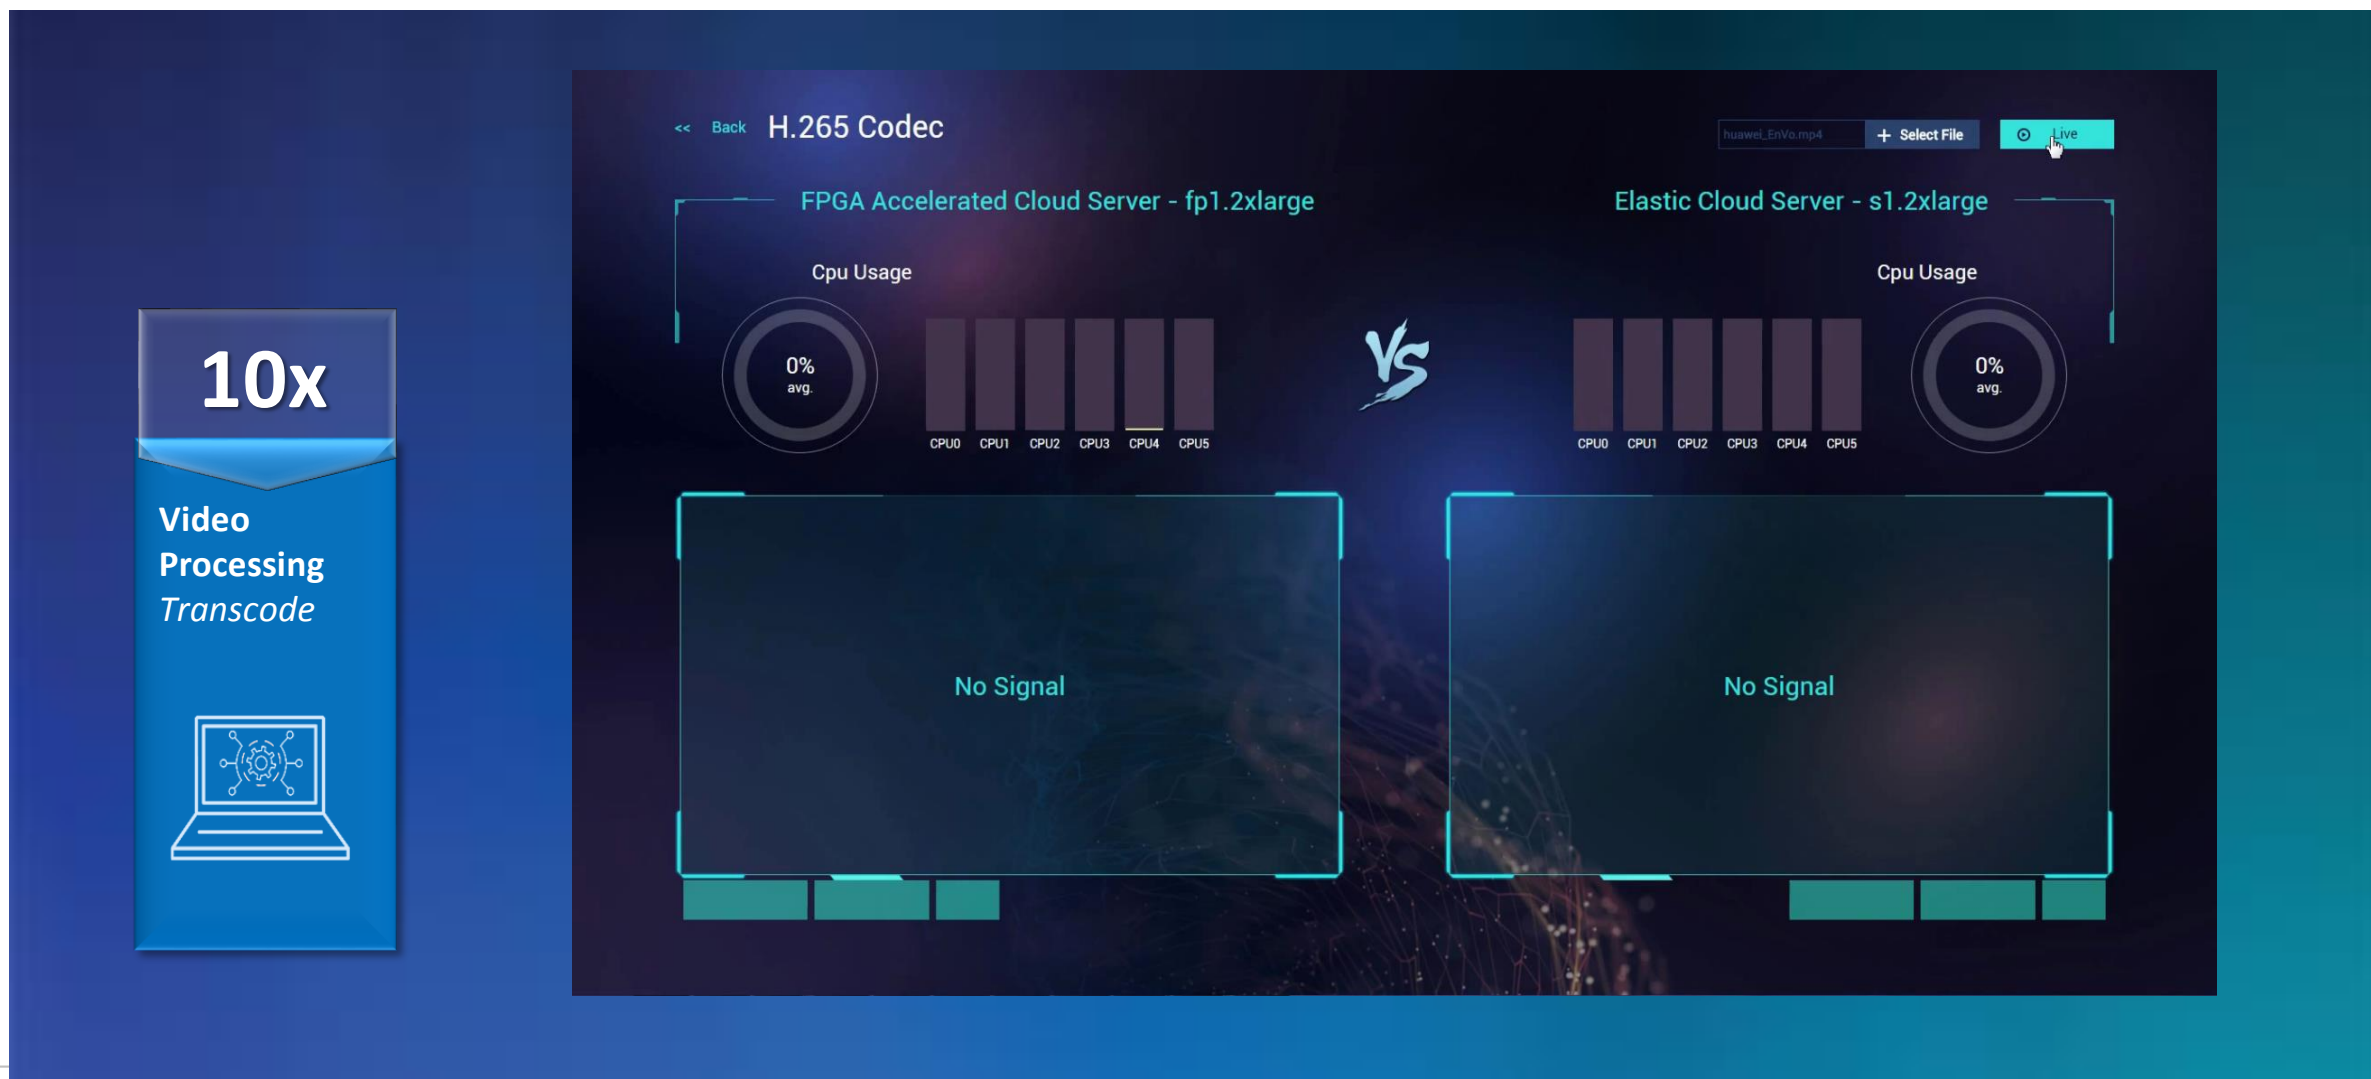 10x
Video
Processing
Transcode
<< Back H.265 Codec
huawei_EnVo.mp4 + Select File Live
FPGA Accelerated Cloud Server - fp1.2xlarge
Elastic Cloud Server - s1.2xlarge
Cpu Usage
0%
avg.
CPU0 CPU1 CPU2 CPU3 CPU4 CPU5
VS
Cpu Usage
CPU0 CPU1 CPU2 CPU3 CPU4 CPU5
0%
avg.
No Signal
No Signal